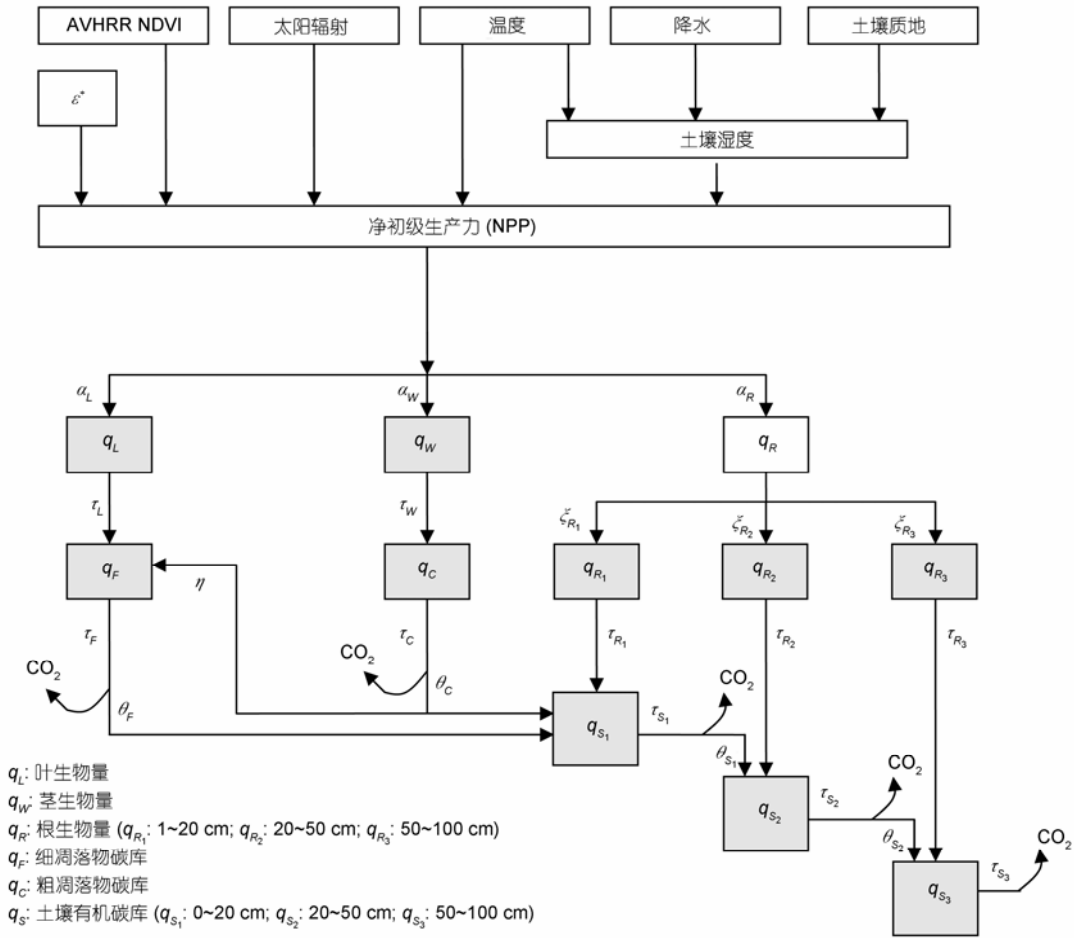 AVHRR NDVI
太阳辐射
温度
降水
土壤质地
ε*
土壤湿度
净初级生产力 (NPP)
α_L
α_W
α_R
q_L
q_W
q_R
τ_L
τ_W
ξ_R₁
ξ_R₂
ξ_R₃
q_F
η
q_C
q_R₁
q_R₂
q_R₃
τ_F
τ_C
τ_R₁
τ_R₂
τ_R₃
CO₂
CO₂
θ_F
θ_C
q_S₁
τ_S₁
CO₂
θ_S₁
q_S₂
τ_S₂
CO₂
θ_S₂
q_S₃
τ_S₃
CO₂
q_L: 叶生物量
q_W: 茎生物量
q_R: 根生物量 (q_R₁: 1~20 cm; q_R₂: 20~50 cm; q_R₃: 50~100 cm)
q_F: 细凋落物碳库
q_C: 粗凋落物碳库
q_S: 土壤有机碳库 (q_S₁: 0~20 cm; q_S₂: 20~50 cm; q_S₃: 50~100 cm)